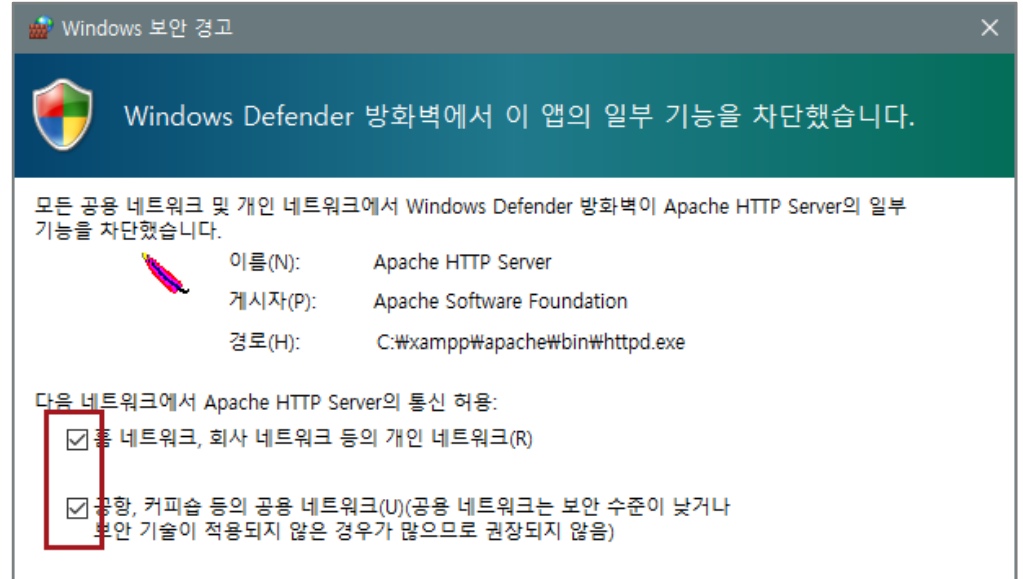 Windows 보안 경고
Windows Defender 방화벽에서 이 앱의 일부 기능을 차단했습니다.
모든 공용 네트워크 및 개인 네트워크에서 Windows Defender 방화벽이 Apache HTTP Server의 일부
기능을 차단했습니다.
이름(N): Apache HTTP Server
게시자(P): Apache Software Foundation
경로(H): C:₩xampp₩apache₩bin₩httpd.exe
다음 네트워크에서 Apache HTTP Server의 통신 허용:
홈 네트워크, 회사 네트워크 등의 개인 네트워크(R)
공항, 커피숍 등의 공용 네트워크(U)(공용 네트워크는 보안 수준이 낮거나
보안 기술이 적용되지 않은 경우가 많으므로 권장되지 않음)